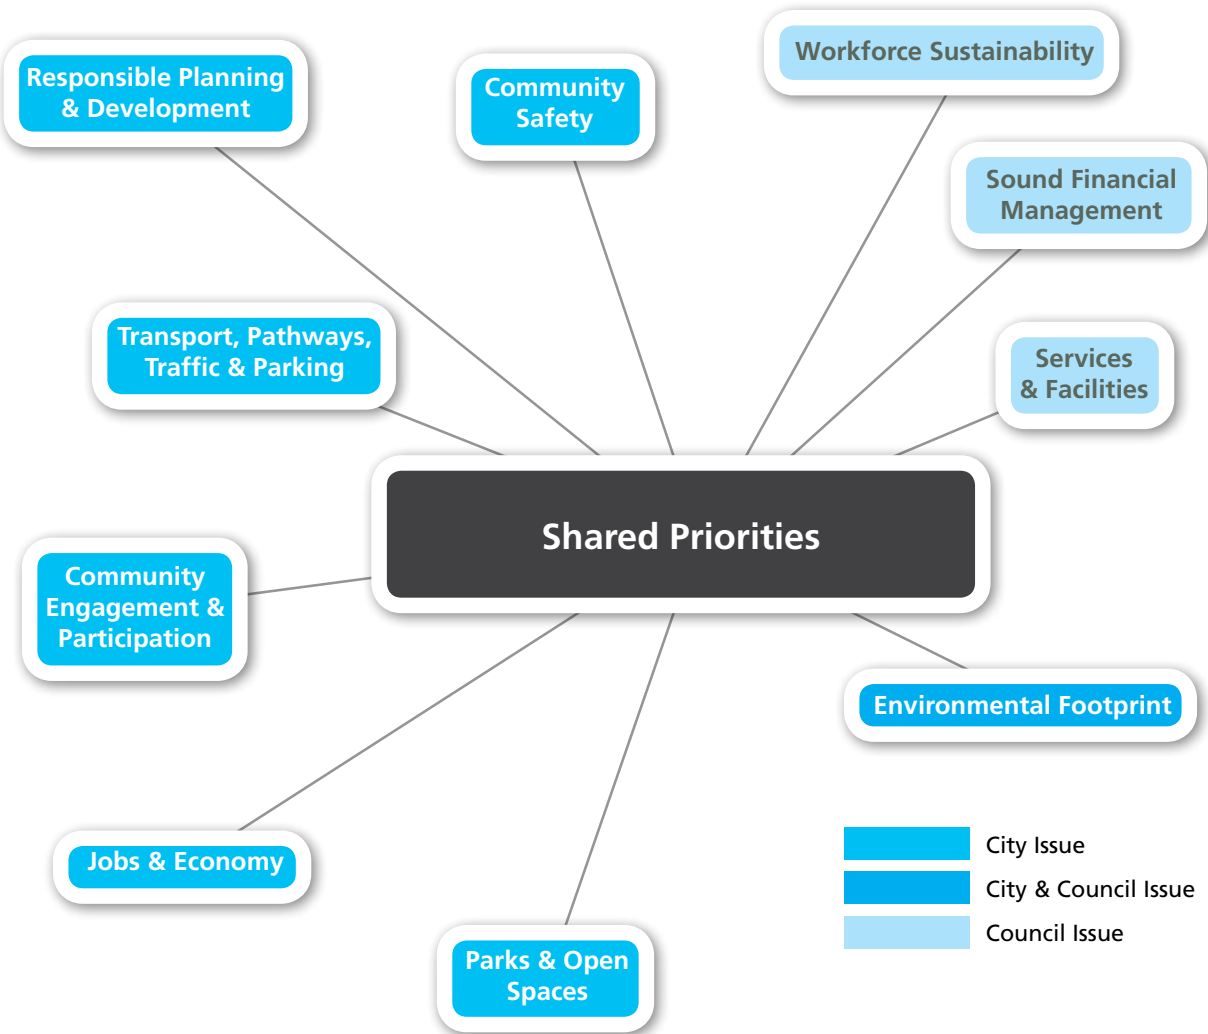 Workforce Sustainability
Responsible Planning
& Development
Community
Safety
Sound Financial
Management
Transport, Pathways,
Traffic & Parking
Services
& Facilities
Shared Priorities
Community
Engagement &
Participation
Environmental Footprint
Jobs & Economy
Parks & Open
Spaces
City Issue
City & Council Issue
Council Issue